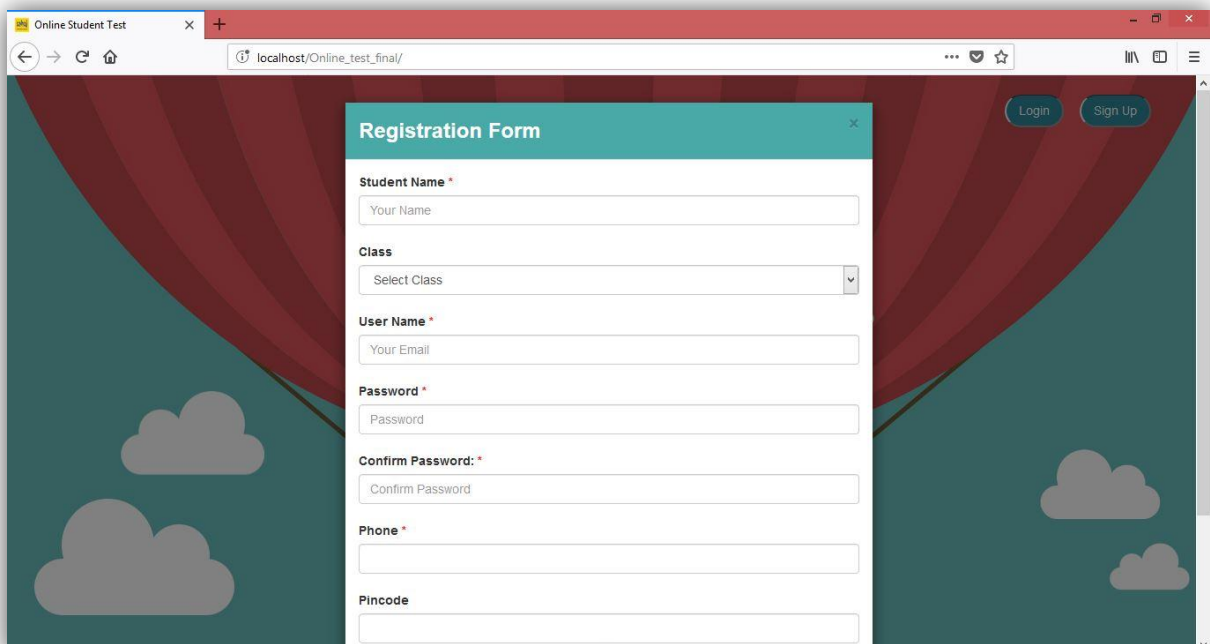 Online Student Test
localhost/Online_test_final/
Login
Sign Up
Registration Form
Student Name *
Your Name
Class
Select Class
User Name *
Your Email
Password *
Password
Confirm Password: *
Confirm Password
Phone *
Pincode